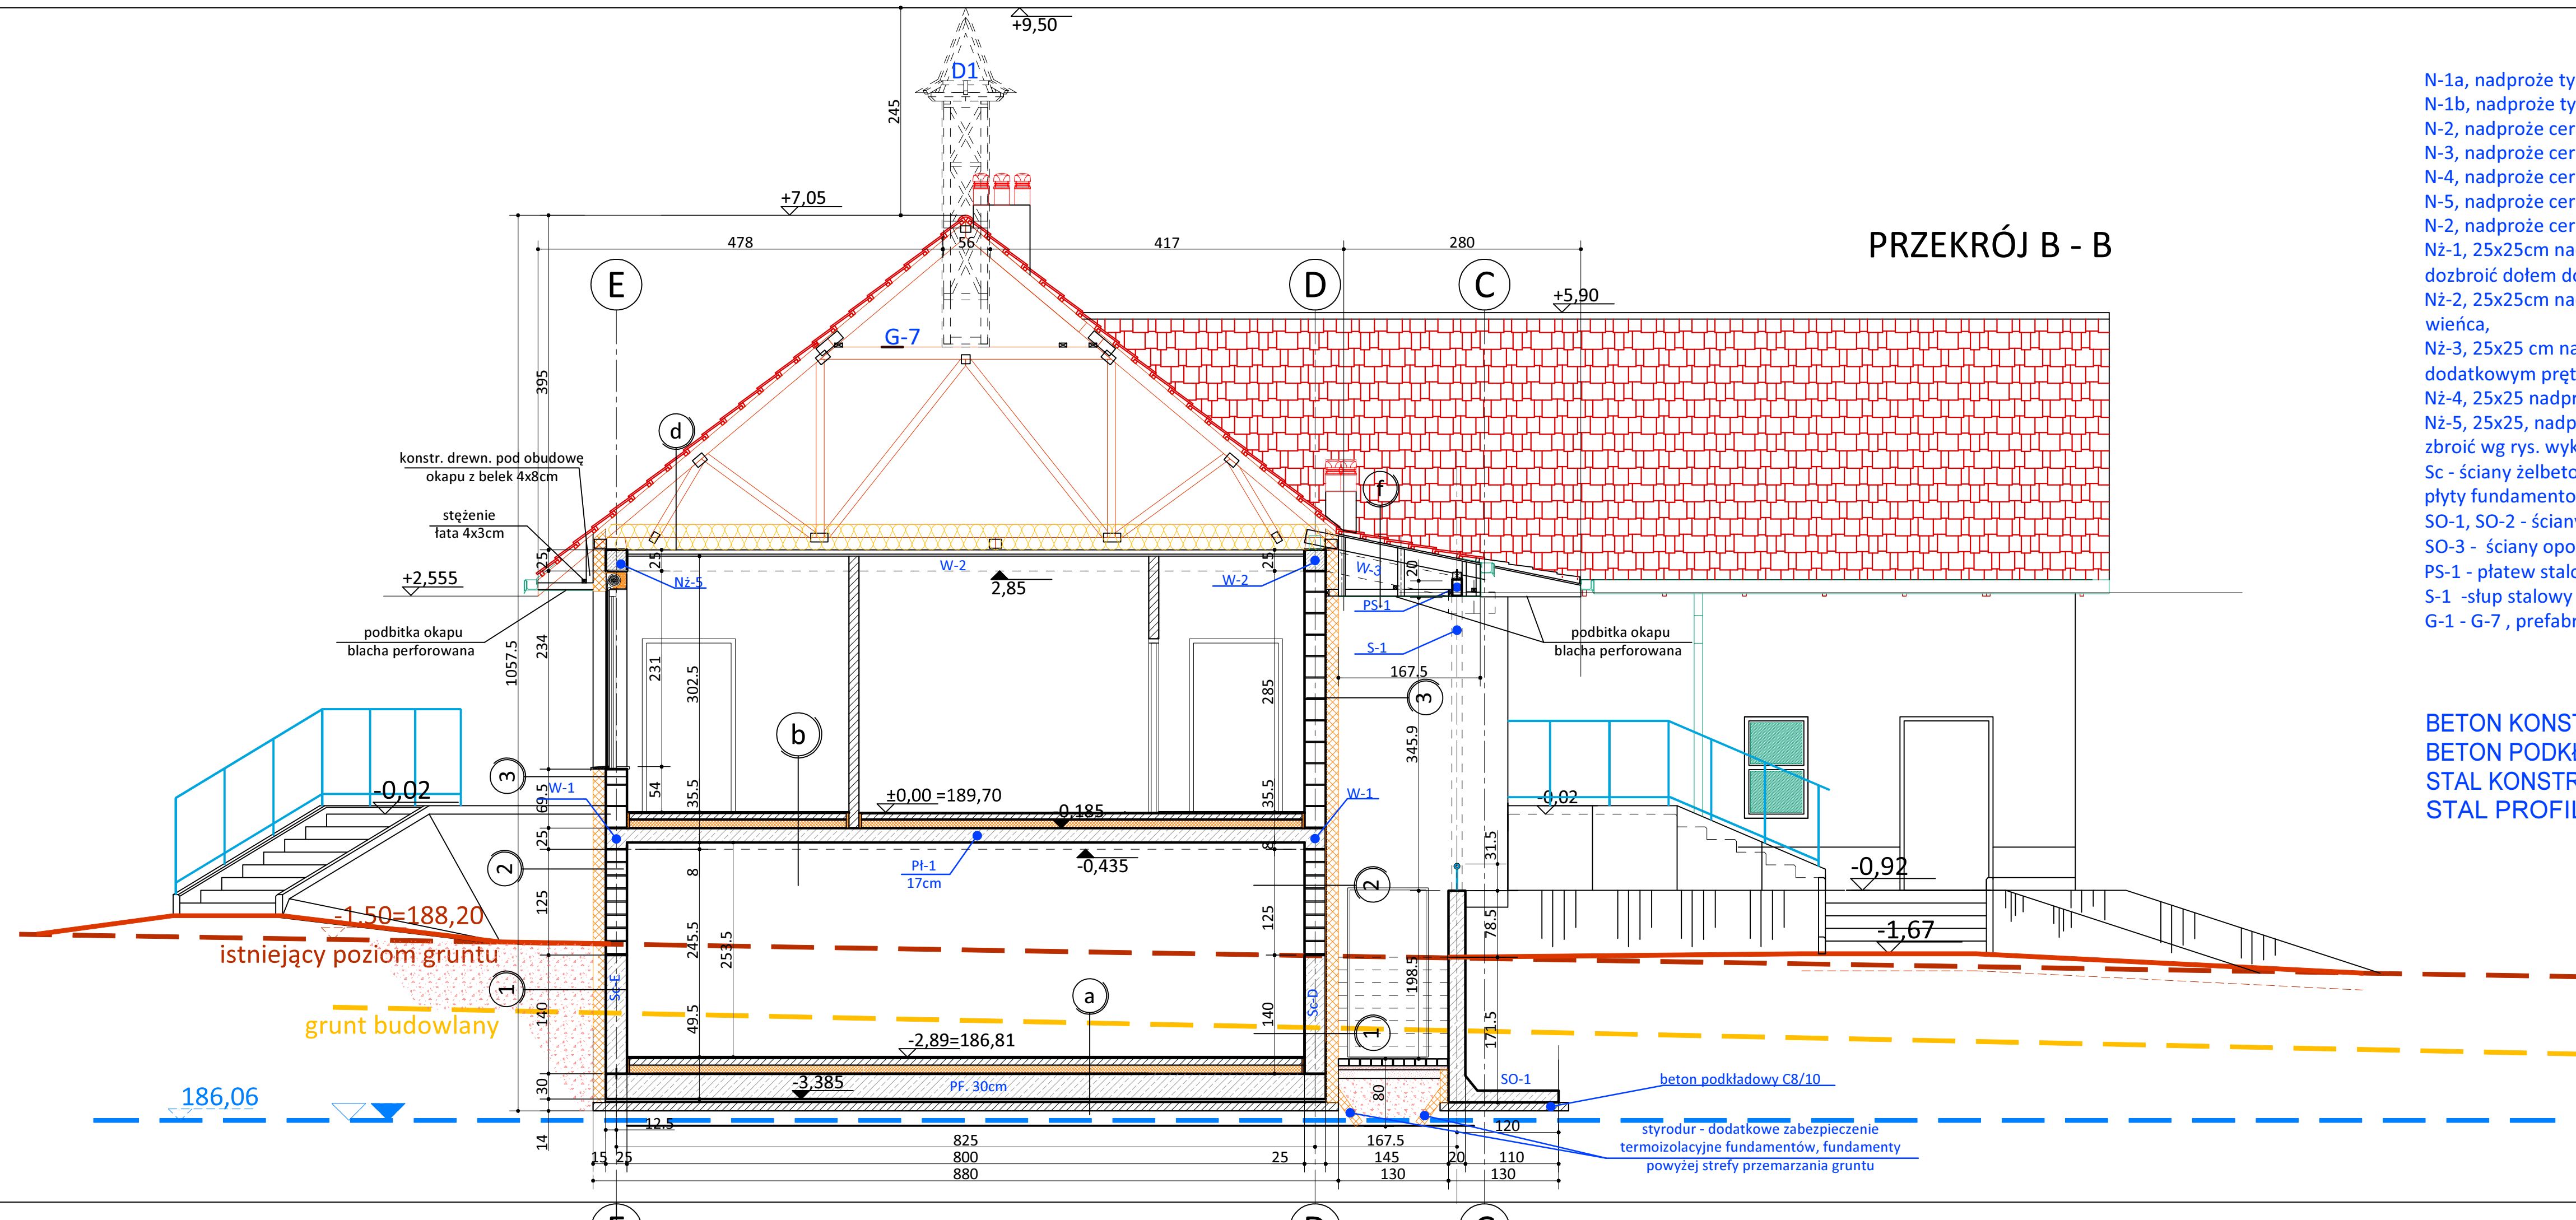 +9,50
D1
245
+7,05
478
56
417
280
PRZEKRÓJ B - B
E
D
C
+5,90
G-7
395
d
konstr. drewn. pod obudowę
okapu z belek 4x8cm
stężenie
łata 4x3cm
f
25
25
25
W-2
W-2
W-3
20
+2,555
Nż-5
2,85
PS-1
S-1
podbitka okapu
blacha perforowana
podbitka okapu
blacha perforowana
1057.5
234
231
302.5
285
167.5
3
345.9
b
3
-0,02
W-1
69.5
54
35.5
±0,00 =189,70
-0,185
35.5
W-1
-0,02
25
8
8
31.5
2
Pł-1
17cm
-0,435
2
-0,92
125
125
-1.50=188,20
istniejący poziom gruntu
245.5
253.5
78.5
-1,67
198.5
1
Sc-E
Sc-D
a
grunt budowlany
140
49.5
140
1
171.5
-2,89=186,81
30
-3,385
PF. 30cm
80
SO-1
beton podkładowy C8/10
186,06
14
12.5
825
167.5
120
styrodur - dodatkowe zabezpieczenie
termoizolacyjne fundamentów, fundamenty
powyżej strefy przemarzania gruntu
15
25
800
25
145
20
110
880
130
130
N-1a, nadproże ty
N-1b, nadproże ty
N-2, nadproże cer
N-3, nadproże cer
N-4, nadproże cer
N-5, nadproże cer
N-2, nadproże cer
Nż-1, 25x25cm na
dozbroić dołem do
Nż-2, 25x25cm na
wieńca,
Nż-3, 25x25 cm na
dodatkowym pręt
Nż-4, 25x25 nadpr
Nż-5, 25x25, nadp
zbroić wg rys. wyk
Sc - ściany żelbeto
płyty fundamento
SO-1, SO-2 - ściany
SO-3 - ściany opo
PS-1 - płatew stalo
S-1 -słup stalowy
G-1 - G-7 , prefabr
BETON KONST
BETON PODKŁ
STAL KONSTR
STAL PROFIL